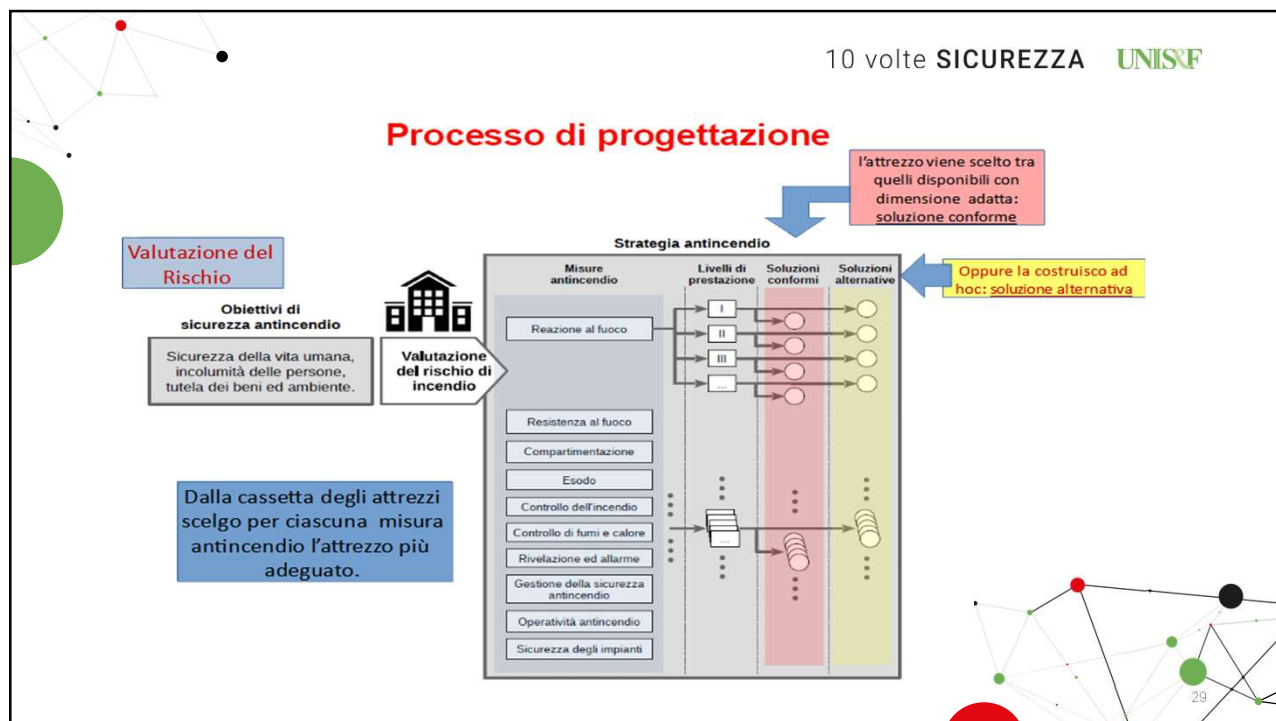 10 volte SICUREZZA UNIS&F
Processo di progettazione
l'attrezzo viene scelto tra
quelli disponibili con
dimensione adatta:
soluzione conforme
Valutazione del
Rischio
Oppure la costruisco ad
hoc: soluzione alternativa
Strategia antincendio
Misure
antincendio
Livelli di
prestazione
Soluzioni
conformi
Soluzioni
alternative
Obiettivi di
sicurezza antincendio
Sicurezza della vita umana,
incolumità delle persone,
tutela dei beni ed ambiente.
Valutazione
del rischio di
incendio
Reazione al fuoco
I
II
III
...
Resistenza al fuoco
Compartimentazione
Esodo
Controllo dell'incendio
Controllo di fumi e calore
Rivelazione ed allarme
Gestione della sicurezza
antincendio
Operatività antincendio
Sicurezza degli impianti
...
Dalla cassetta degli attrezzi
scelgo per ciascuna misura
antincendio l'attrezzo più
adeguato.
29